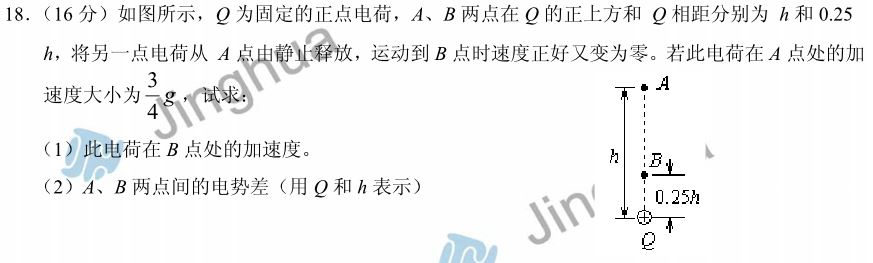 18.（16 分）如图所示，Q 为固定的正点电荷，A、B 两点在 Q 的正上方和 Q 相距分别为 h 和 0.25
h，将另一点电荷从 A 点由静止释放，运动到 B 点时速度正好又变为零。若此电荷在 A 点处的加
速度大小为 3/4 g，试求：
（1）此电荷在 B 点处的加速度。
（2）A、B 两点间的电势差（用 Q 和 h 表示）
A
h
B
0.25h
Q
Jinghua
Jin